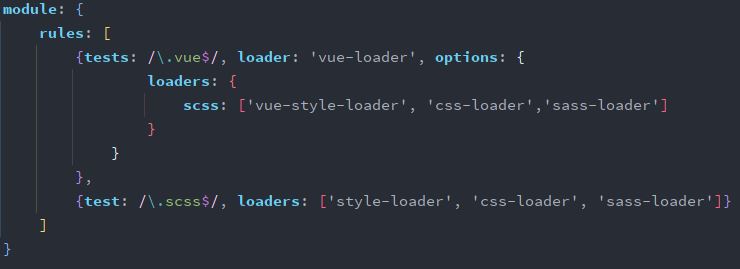 module: {
rules: [
{tests: /\.vue$/, loader: 'vue-loader', options: {
loaders: {
scss: ['vue-style-loader', 'css-loader','sass-loader']
}
}
},
{test: /\.scss$/, loaders: ['style-loader', 'css-loader', 'sass-loader']}
]
}